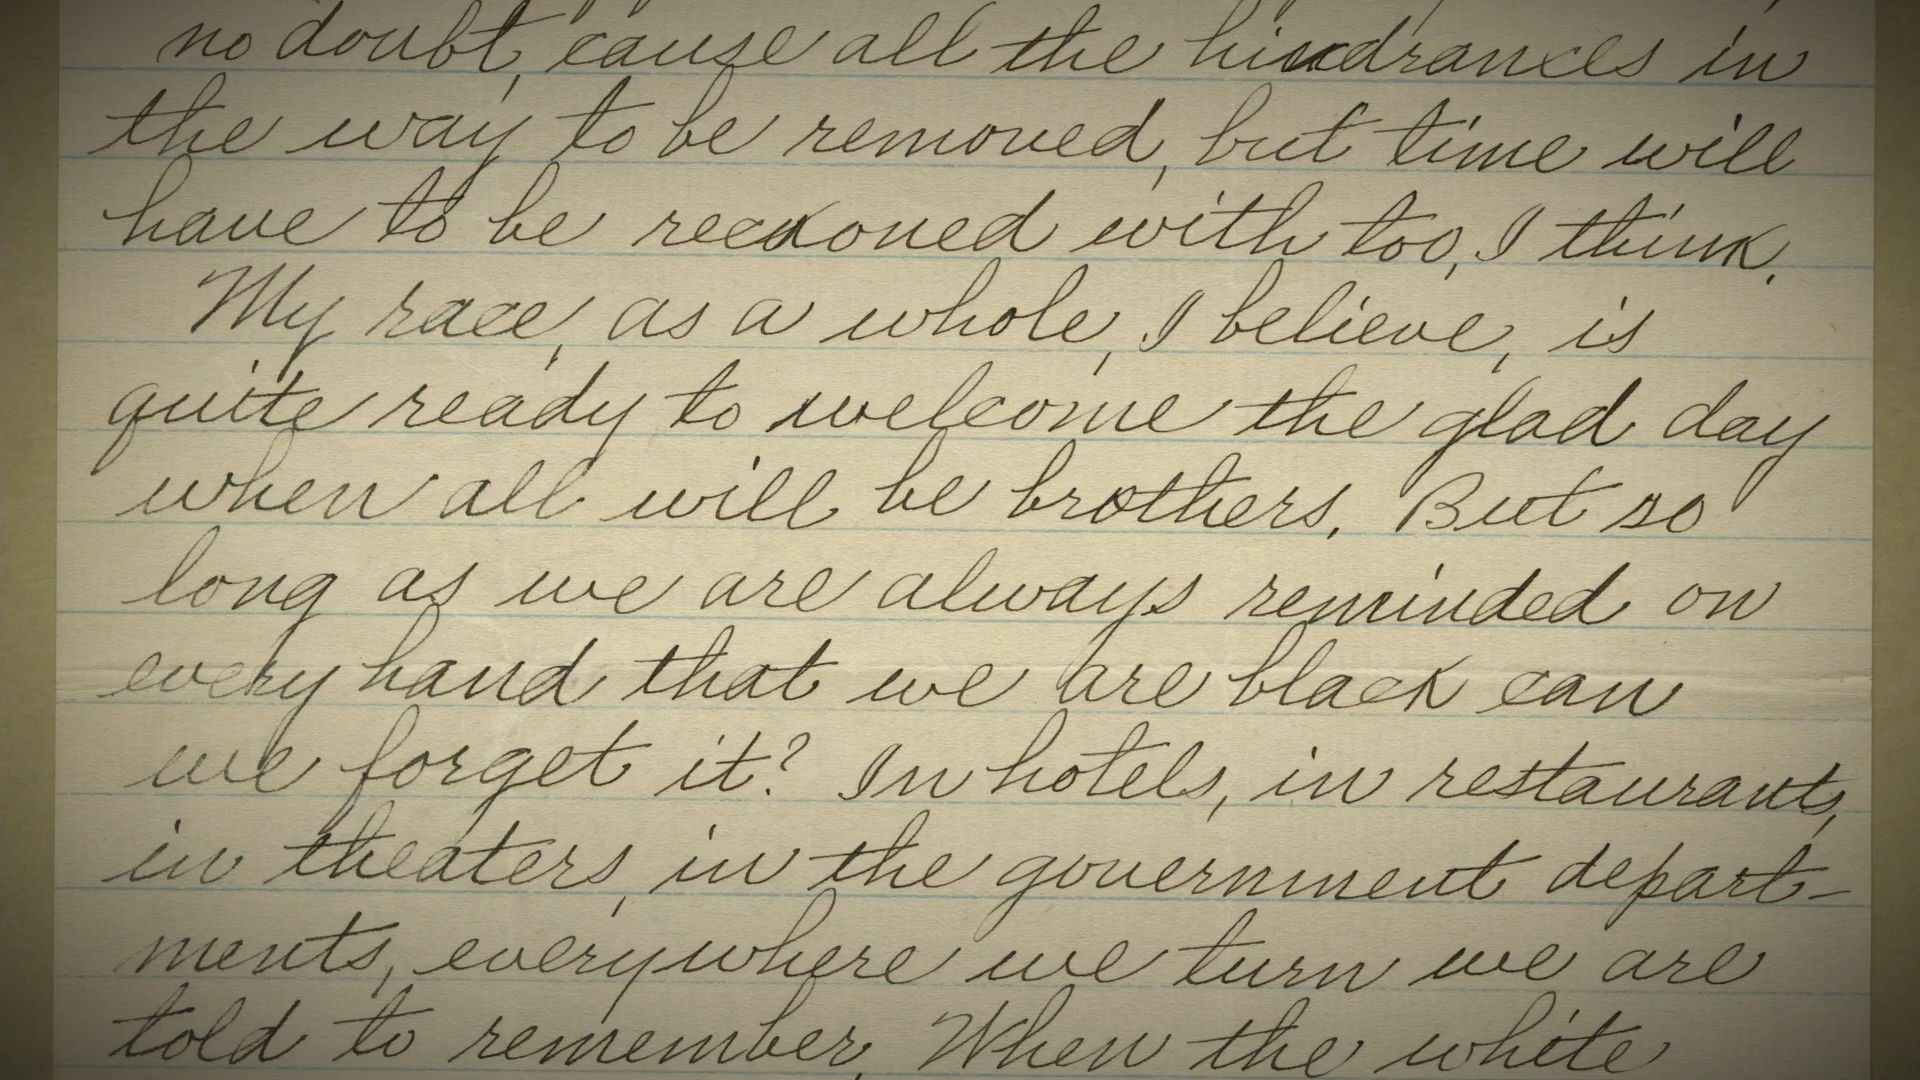 no doubt, cause all the hindrances in
the way to be removed, but time will
have to be reckoned with too, I think.
My race, as a whole, I believe, is
quite ready to welcome the glad day
when all will be brothers. But so
long as we are always reminded on
every hand that we are black can
we forget it? In hotels, in restaurants,
in theaters, in the government depart-
ments, everywhere we turn we are
told to remember. When the white